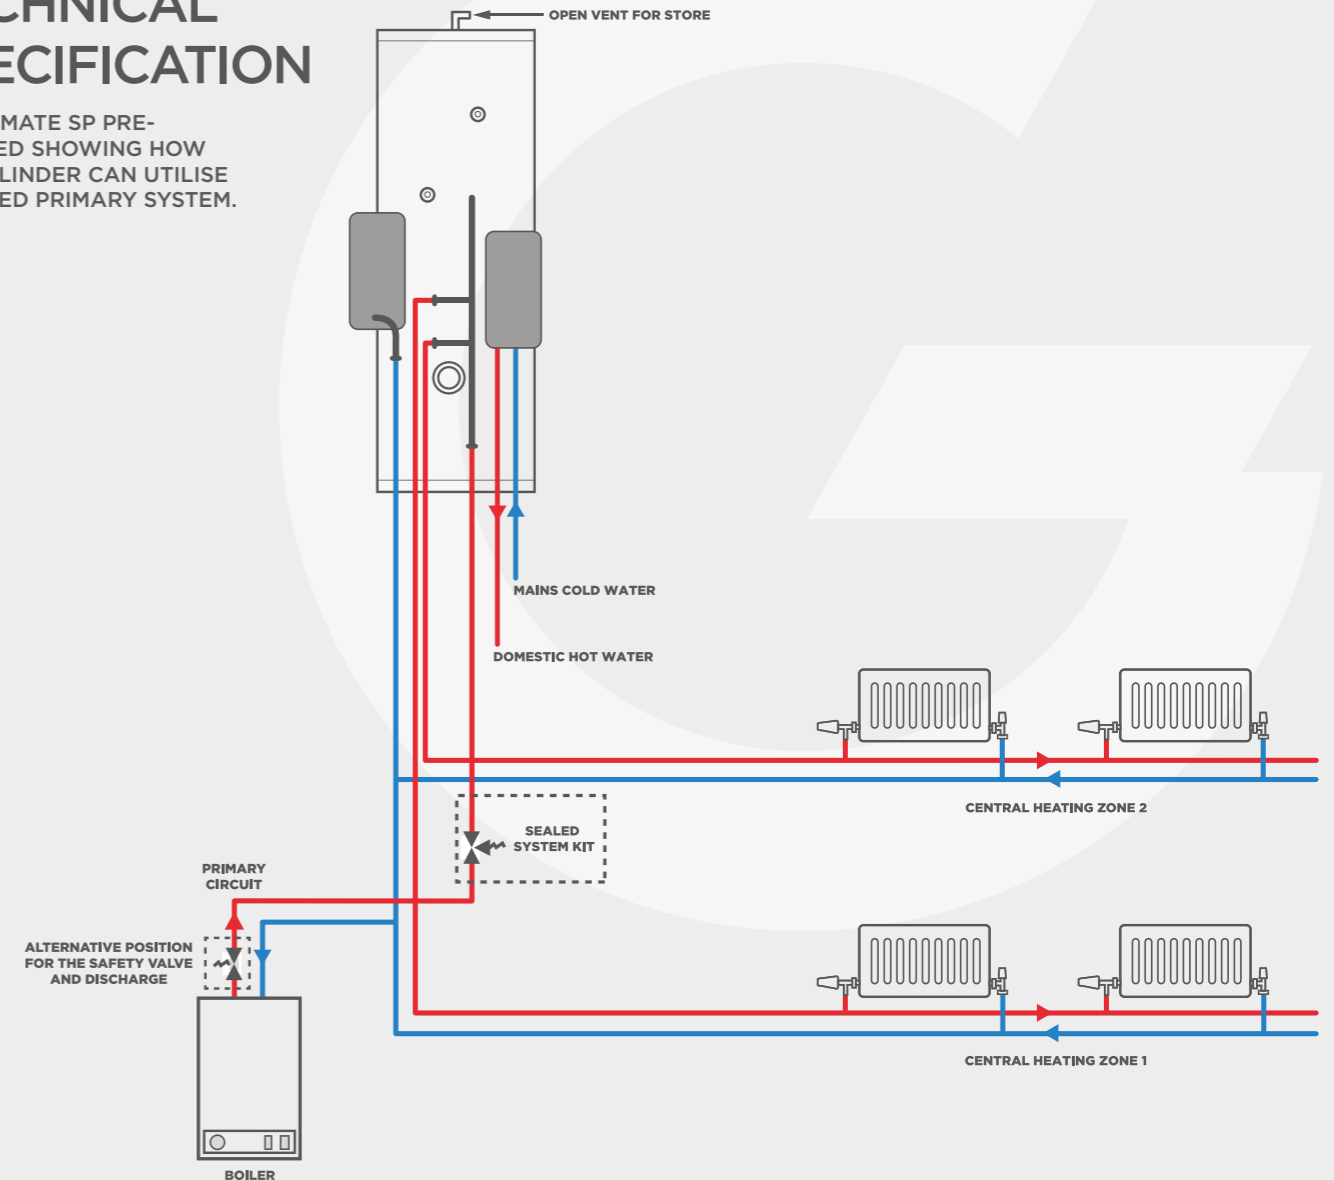 CHNICAL
ECIFICATION
MATE SP PRE-
ED SHOWING HOW
LINDER CAN UTILISE
ED PRIMARY SYSTEM.
OPEN VENT FOR STORE
MAINS COLD WATER
DOMESTIC HOT WATER
CENTRAL HEATING ZONE 2
SEALED
SYSTEM KIT
PRIMARY
CIRCUIT
ALTERNATIVE POSITION
FOR THE SAFETY VALVE
AND DISCHARGE
CENTRAL HEATING ZONE 1
BOILER